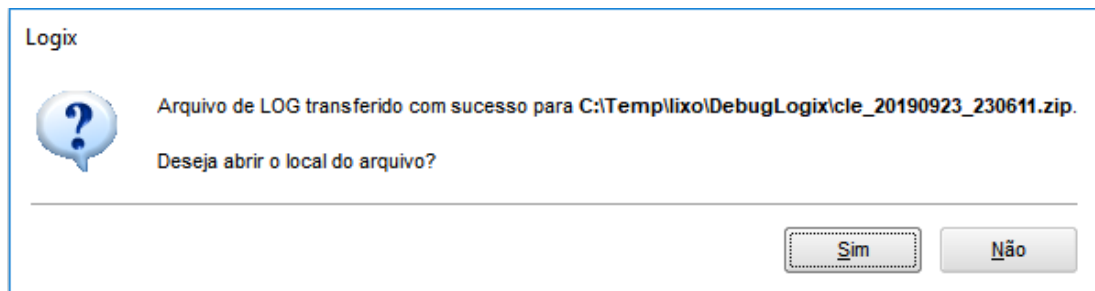 Logix
Arquivo de LOG transferido com sucesso para C:\Temp\lixo\DebugLogix\cle_20190923_230611.zip.
Deseja abrir o local do arquivo?
Sim
Não